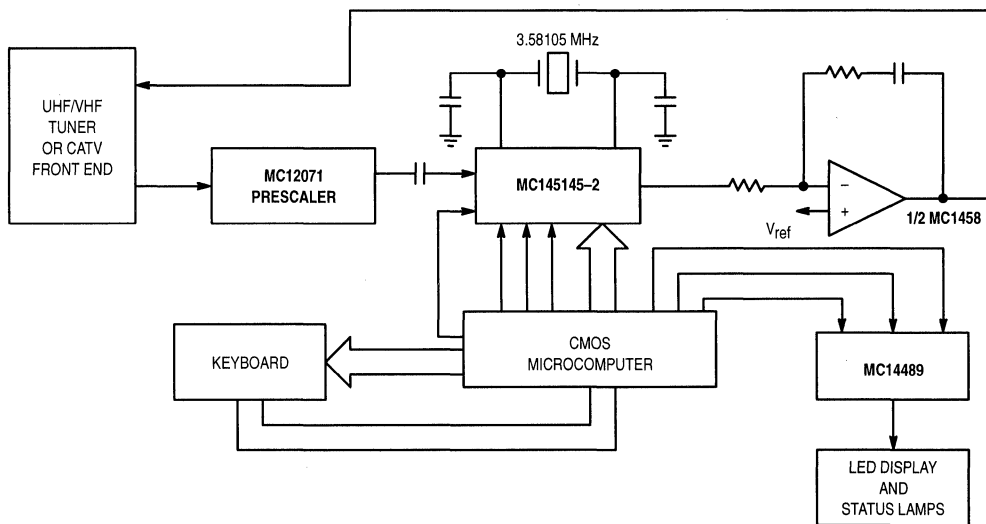 3.58105 MHz
UHF/VHF
TUNER
OR CATV
FRONT END
MC12071
PRESCALER
MC145145–2
–
+
Vref
1/2 MC1458
KEYBOARD
CMOS
MICROCOMPUTER
MC14489
LED DISPLAY
AND
STATUS LAMPS